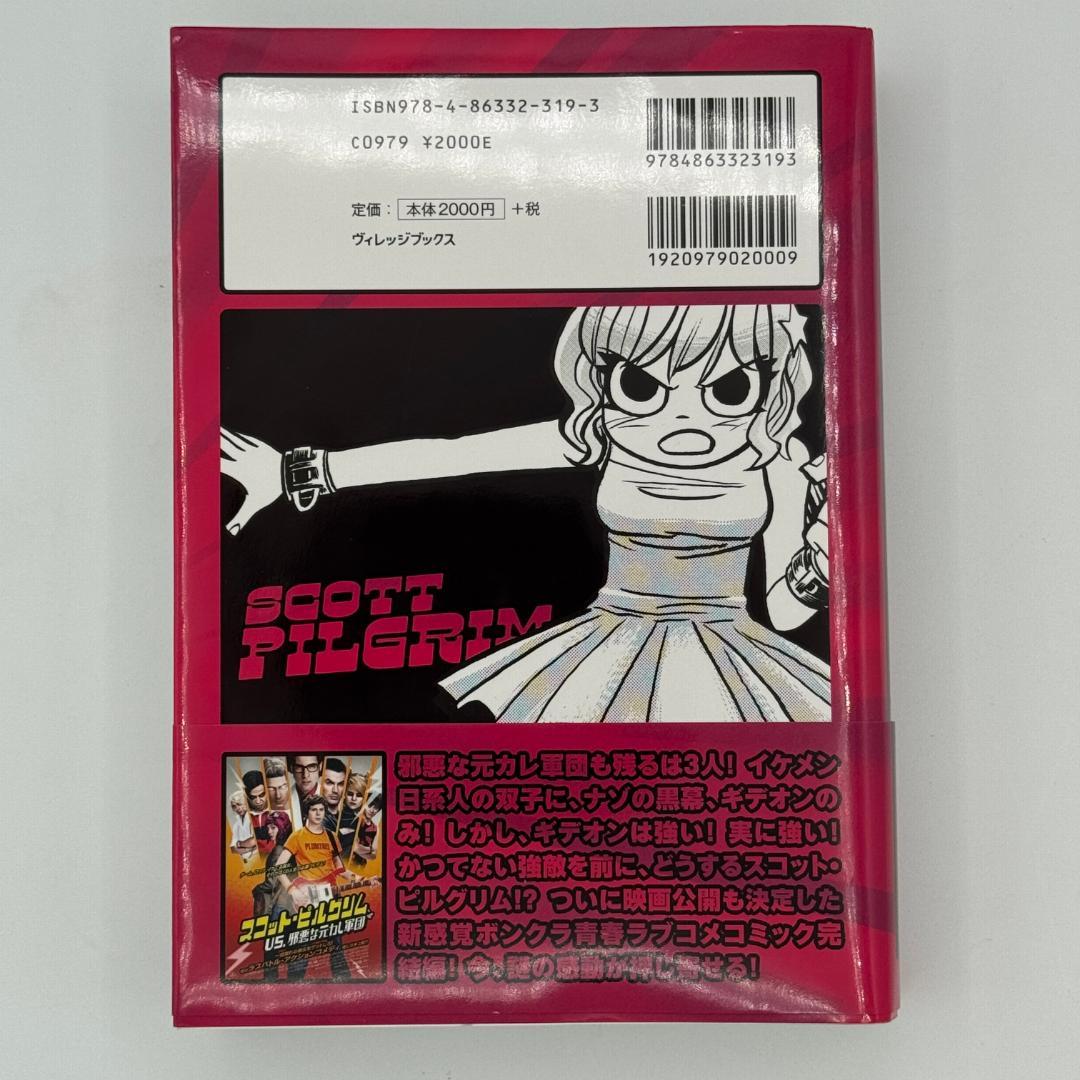 ISBN978-4-86332-319-3
C0979 ¥2000E
9784863323193
定価： 本体2000円 ＋税
ヴィレッジブックス
1920979020009
SCOTT
PILGRIM
邪悪な元カレ軍団も残るは3人！ イケメン
日系人の双子に、ナゾの黒幕、ギデオンの
み！ しかし、ギデオンは強い！ 実に強い！
かつてない強敵を前に、どうするスコット・
ピルグリム!? ついに映画公開も決定した
新感覚ボンクラ青春ラブコメコミック完
結編！ 今、謎の感動が押し寄せる！
PLUMTREE
スコット・ピルグリム
VS. 邪悪な元カレ軍団